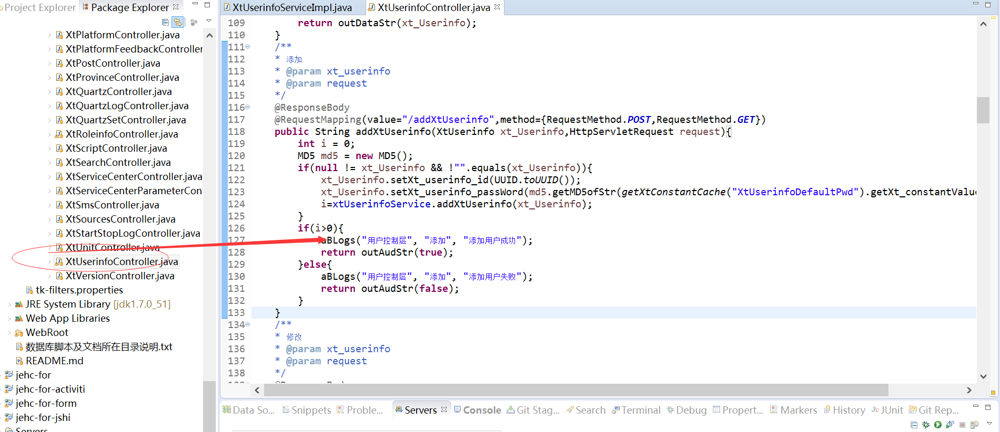 Project Explorer
Package Explorer
XtPlatformController.java
XtPlatformFeedbackController
XtPostController.java
XtProvinceController.java
XtQuartzController.java
XtQuartzLogController.java
XtQuartzSetController.java
XtRoleinfoController.java
XtScriptController.java
XtSearchController.java
XtServiceCenterController.java
XtServiceCenterParameterCont
XtSmsController.java
XtSourcesController.java
XtStartStopLogController.java
XtUnitController.java
XtUserinfoController.java
XtVersionController.java
tk-filters.properties
JRE System Library [jdk1.7.0_51]
Web App Libraries
WebRoot
数据库脚本及文档所在目录说明.txt
README.md
jehc-for
jehc-for-activiti
jehc-for-form
jehc-for-jshi
Servers
XtUserinfoServiceImpl.java
XtUserinfoController.java
109 return outDataStr(xt_Userinfo);
110 }
111 /**
112 * 添加
113 * @param xt_userinfo
114 * @param request
115 */
116 @ResponseBody
117 @RequestMapping(value="/addXtUserinfo",method={RequestMethod.POST,RequestMethod.GET})
118 public String addXtUserinfo(XtUserinfo xt_Userinfo,HttpServletRequest request){
119 int i = 0;
120 MD5 md5 = new MD5();
121 if(null != xt_Userinfo && !"".equals(xt_Userinfo)){
122 xt_Userinfo.setXt_userinfo_id(UUID.toUUID());
123 xt_Userinfo.setXt_userinfo_passWord(md5.getMD5ofStr(getXtConstantCache("XtUserinfoDefaultPwd").getXt_constantValue
124 i=xtUserinfoService.addXtUserinfo(xt_Userinfo);
125 }
126 if(i>0){
127 aBLogs("用户控制层", "添加", "添加用户成功");
128 return outAudStr(true);
129 }else{
130 aBLogs("用户控制层", "添加", "添加用户失败");
131 return outAudStr(false);
132 }
133 }
134 /**
135 * 修改
136 * @param xt_userinfo
137 * @param request
138 */
Data So... Snippets Proble... Servers Console Git Stag... Search Terminal Debug Propert... Markers History JUnit Git Rep...